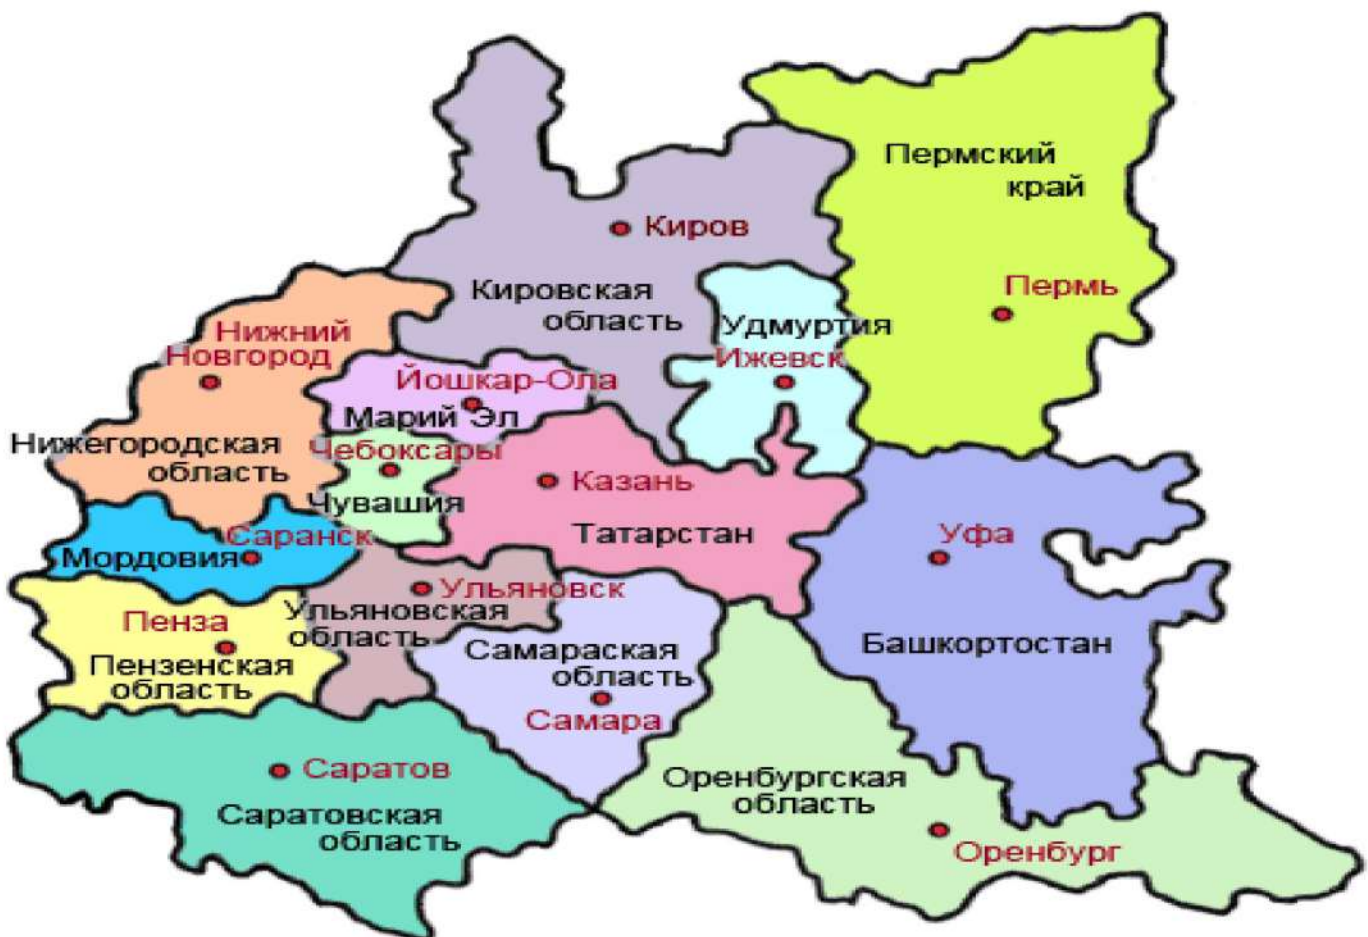 Пермский
край
Киров
Пермь
Кировская
область
Удмуртия
Ижевск
Нижний
Новгород
Йошкар-Ола
Марий Эл
Нижегородская
область
Чебоксары
Чувашия
Казань
Татарстан
Саранск
Мордовия
Уфа
Башкортостан
Ульяновск
Ульяновская
область
Пенза
Пензенская
область
Самараская
область
Самара
Саратов
Саратовская
область
Оренбургская
область
Оренбург